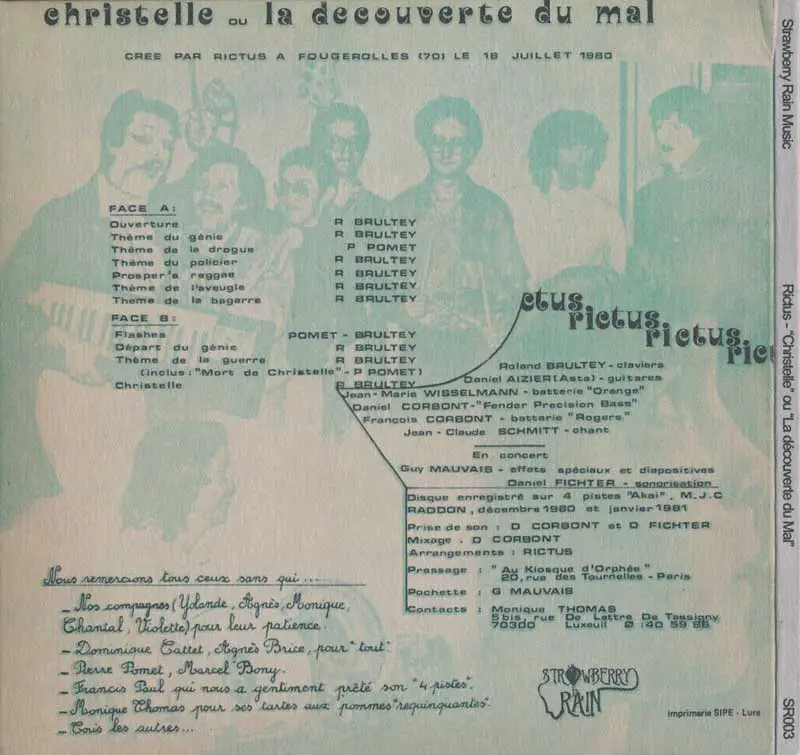 christelle ou la decouverte du mal
CREE PAR RICTUS A FOUGEROLLES (70) LE 18 JUILLET 1980
FACE A:
Ouverture R BRULTEY
Thème du génie R BRULTEY
Thème de la drogue P POMET
Thème du policier R BRULTEY
Prosper's reggae R BRULTEY
Thème de l'aveugle R BRULTEY
Theme de la bagarre R BRULTEY
FACE B:
Flashes POMET - BRULTEY
Départ du génie R BRULTEY
Thème de la guerre R BRULTEY
(inclus: "Mort de Christelle" - P POMET)
Christelle R BRULTEY
ctus. rictus. rictus. ric
Roland BRULTEY - claviers
Daniel AIZIER (Asta) - guitares
Jean - Marie WISSELMANN - batterie "Orange"
Daniel CORBONT - "Fender Precision Bass"
François CORBONT - batterie "Rogers"
Jean - Claude SCHMITT - chant
En concert
Guy MAUVAIS - effets spéciaux et diapositives
Daniel FICHTER - sonorisation
Disque enregistré sur 4 pistes "Akai". M.J.C
RADDON, décembre 1980 et janvier 1981
Prise de son : D CORBONT et D FICHTER
Mixage . D CORBONT
Arrangements : RICTUS
Pressage : "Au Kiosque d'Orphée"
20, rue des Tournelles - Paris
Pochette : G MAUVAIS
Contacts : Monique THOMAS
5 bis, rue De Lattre De Tassigny
70300 Luxeuil Ø : 40 59 86
Nous remercions tous ceux sans qui ...
- Nos compagnes (Yolande, Agnès, Monique,
Chantal, Violette) pour leur patience.
- Dominique Tattet, Agnès Brice, pour "tout".
- Pierre Pomet, Marcel Bony.
- Francis Paul qui nous a gentiment prêté son "4 pistes".
- Monique Thomas pour ses tartes aux pommes "requinquantes".
- Tous les autres...
STRAWBERRY
RAIN
imprimerie SIPE - Lure
Strawberry Rain Music
Rictus - "Christelle" ou "La découverte du Mal"
SR003